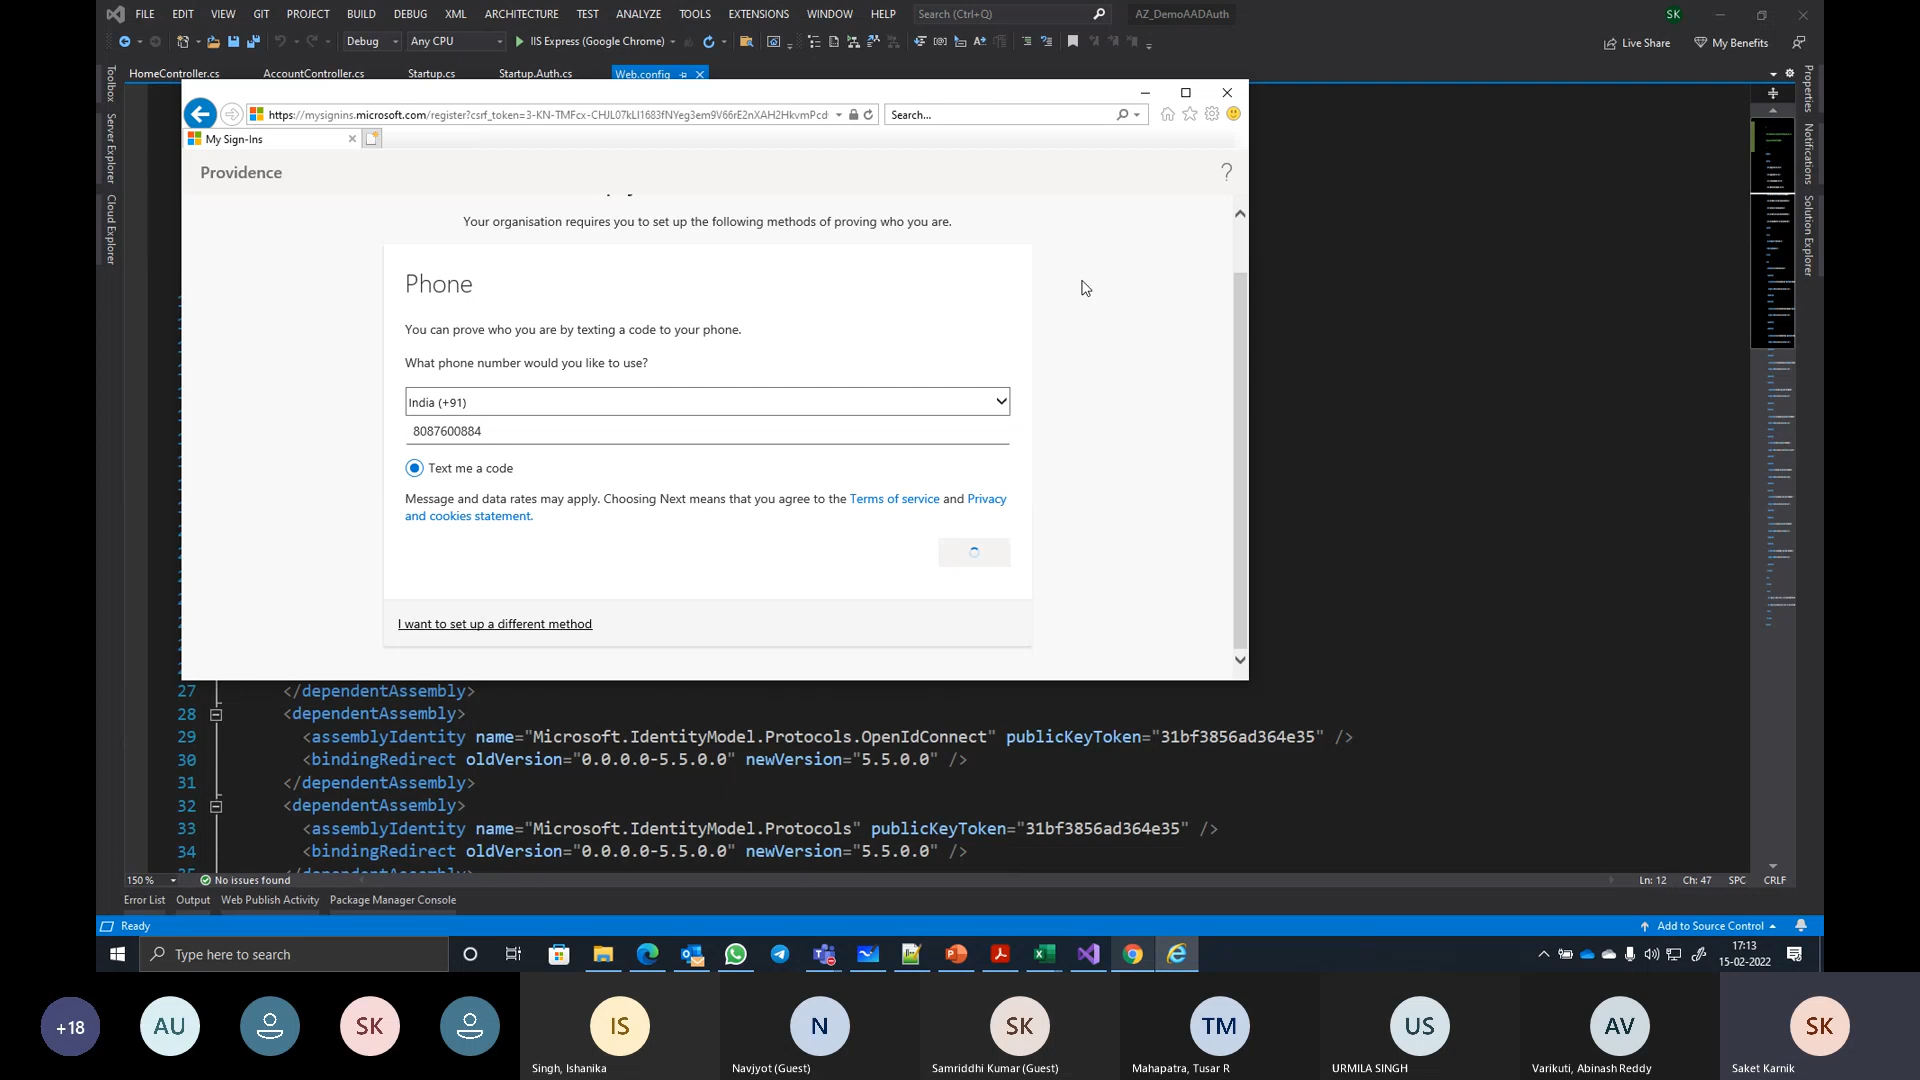 FILE EDIT VIEW GIT PROJECT BUILD DEBUG XML ARCHITECTURE TEST ANALYZE TOOLS EXTENSIONS WINDOW HELP Search (Ctrl+Q) AZ_DemoAADAuth SK
Debug Any CPU IIS Express (Google Chrome) Live Share My Benefits
HomeController.cs AccountController.cs Startup.cs Startup.Auth.cs Web.config
Toolbox
Server Explorer
Cloud Explorer
Properties
Notifications
Solution Explorer
https://mysignins.microsoft.com/register?csrf_token=3-KN-TMFcx-CHJL07kLI1683fNYeg3em9V66rE2nXAH2HkvmPcd Search...
My Sign-Ins
Providence ?
Your organisation requires you to set up the following methods of proving who you are.
Phone
You can prove who you are by texting a code to your phone.
What phone number would you like to use?
India (+91)
8087600884
Text me a code
Message and data rates may apply. Choosing Next means that you agree to the Terms of service and Privacy
and cookies statement.
I want to set up a different method
27 </dependentAssembly>
28 <dependentAssembly>
29 <assemblyIdentity name="Microsoft.IdentityModel.Protocols.OpenIdConnect" publicKeyToken="31bf3856ad364e35" />
30 <bindingRedirect oldVersion="0.0.0.0-5.5.0.0" newVersion="5.5.0.0" />
31 </dependentAssembly>
32 <dependentAssembly>
33 <assemblyIdentity name="Microsoft.IdentityModel.Protocols" publicKeyToken="31bf3856ad364e35" />
34 <bindingRedirect oldVersion="0.0.0.0-5.5.0.0" newVersion="5.5.0.0" />
150 % No issues found Ln: 12 Ch: 47 SPC CRLF
Error List Output Web Publish Activity Package Manager Console
Ready Add to Source Control
Type here to search 17:13
15-02-2022
+18 AU SK IS N SK TM US AV SK
Singh, Ishanika Navjyot (Guest) Samriddhi Kumar (Guest) Mahapatra, Tusar R URMILA SINGH Varikuti, Abinash Reddy Saket Karnik